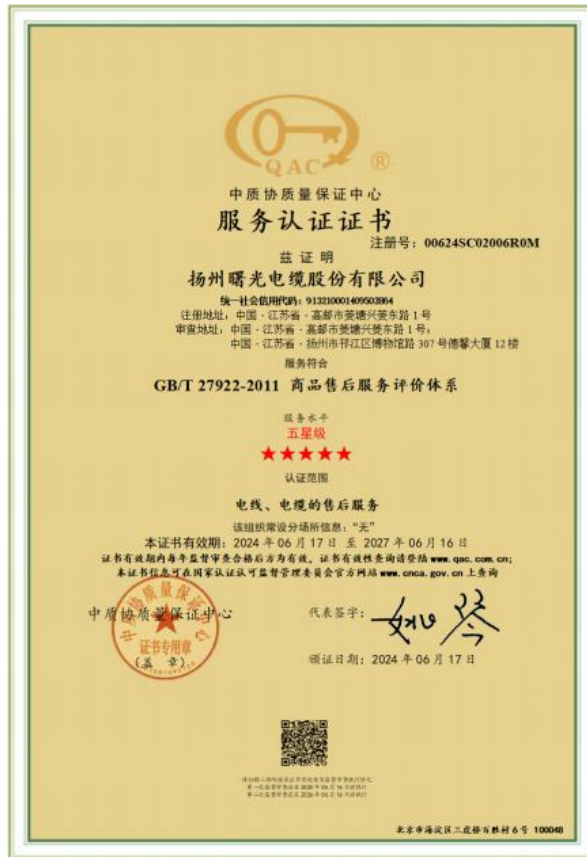 QAC
®
中质协质量保证中心
服务认证证书
注册号：00624SC02006R0M
兹证明
扬州曙光电缆股份有限公司
统一社会信用代码：913210001409502864
注册地址：中国·江苏省·高邮市菱塘兴菱东路1号
审查地址：中国·江苏省·高邮市菱塘兴菱东路1号；
中国·江苏省·扬州市邗江区博物馆路307号德馨大厦12楼
服务符合
GB/T 27922-2011 商品售后服务评价体系
服务水平
五星级
★★★★★
认证范围
电线、电缆的售后服务
该组织常设分场所信息：“无”
本证书有效期：2024年06月17日 至 2027年06月16日
证书有效期内每年监督审查合格后方为有效，证书有效性查询请登陆 www.qac.com.cn；
本证书信息可在国家认证认可监督管理委员会官方网站 www.cnca.gov.cn 上查询
中质协质量保证中心
中质协质量保证中心
证书专用章
（盖 章）
代表签字：
颁证日期：2024年06月17日
北京市海淀区三虎桥百胜村6号 100048